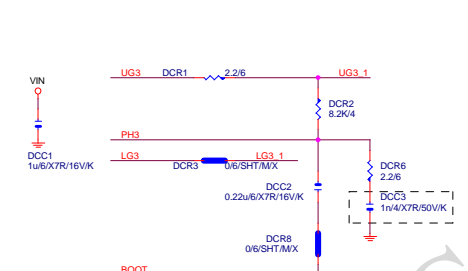 UG3 DCR1 2.2/6 UG3_1
VIN
DCR2
8.2K/4
PH3
DCC1
1u/6/X7R/16V/K
LG3 DCR3 0/6/SHT/M/X LG3_1
DCR6
2.2/6
DCC2
0.22u/6/X7R/16V/K
DCC3
1n/4/X7R/50V/K
DCR8
0/6/SHT/M/X
BOOT